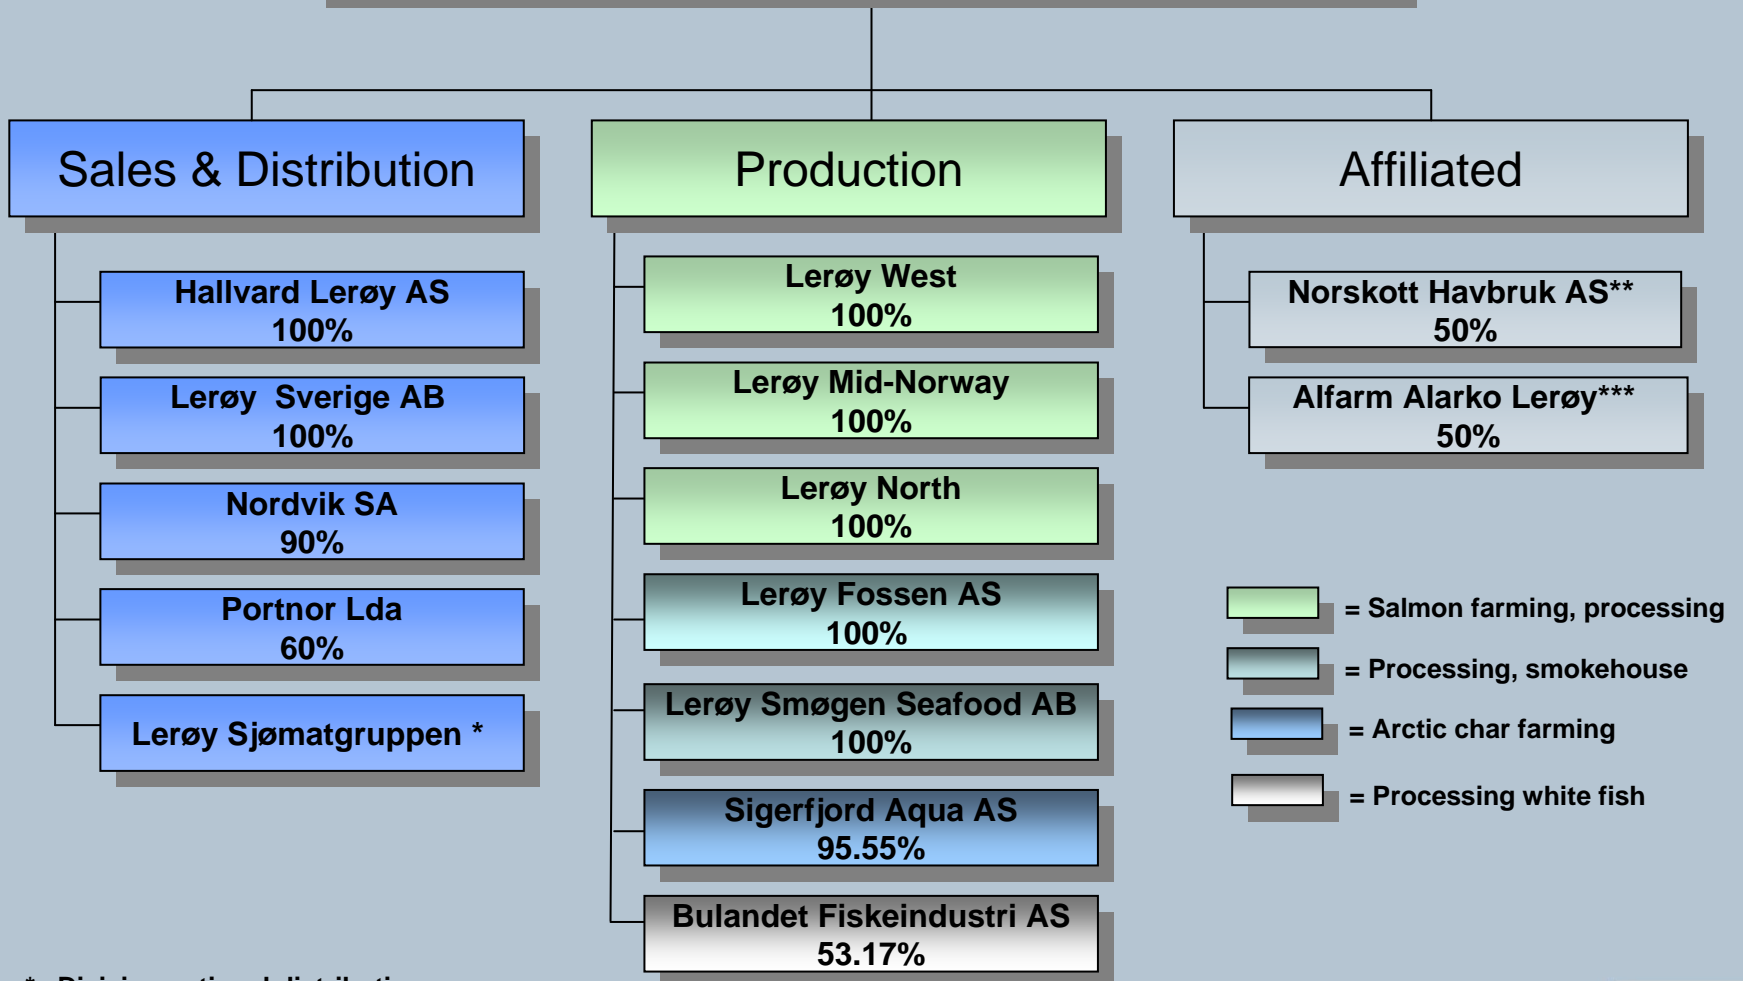 Sales & Distribution
Hallvard Lerøy AS
100%
Lerøy Sverige AB
100%
Nordvik SA
90%
Portnor Lda
60%
Lerøy Sjømatgruppen *
Production
Lerøy West
100%
Lerøy Mid-Norway
100%
Lerøy North
100%
Lerøy Fossen AS
100%
Lerøy Smøgen Seafood AB
100%
Sigerfjord Aqua AS
95.55%
Bulandet Fiskeindustri AS
53.17%
Affiliated
Norskott Havbruk AS**
50%
Alfarm Alarko Lerøy***
50%
= Salmon farming, processing
= Processing, smokehouse
= Arctic char farming
= Processing white fish